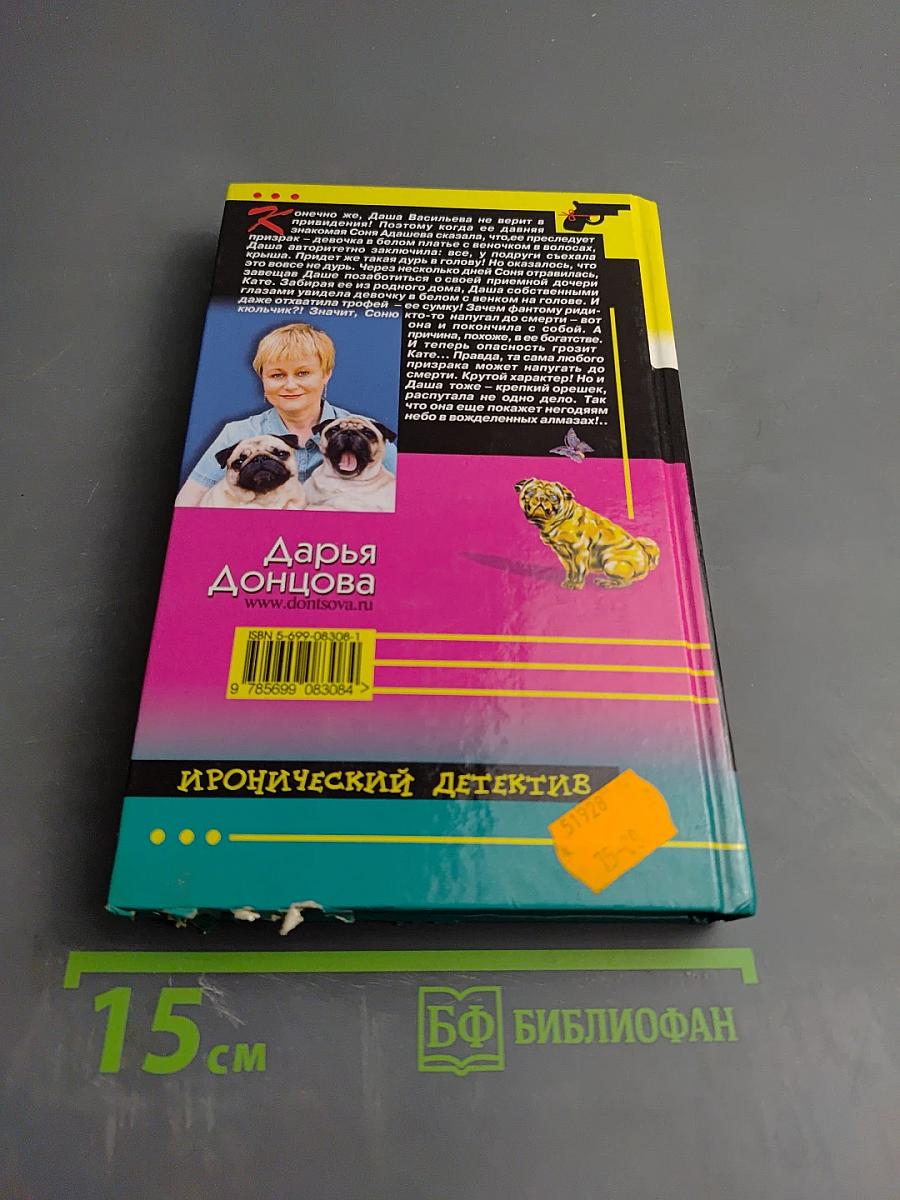 Конечно же, Даша Васильева не верит в
привидения! Поэтому когда ее давняя
знакомая Соня Адашева сказала, что,ее преследует
призрак – девочка в белом платье с веночком в волосах,
Даша авторитетно заключила: все, у подруги съехала
крыша. Придет же такая дурь в голову! Но оказалось, что
это вовсе не дурь. Через несколько дней Соня отравилась,
завещав Даше позаботиться о своей приемной дочери
Кате. Забирая ее из родного дома, Даша собственными
глазами увидела девочку в белом с венком на голове. И
даже отхватила трофей – ее сумку! Зачем фантому риди-
кюльчик?! Значит, Соню кто-то напугал до смерти – вот
она и покончила с собой. А
причина, похоже, в ее богатстве.
И теперь опасность грозит
Кате... Правда, та сама любого
призрака может напугать до
смерти. Крутой характер! Но и
Даша тоже – крепкий орешек,
распутала не одно дело. Так
что она еще покажет негодяям
небо в вожделенных алмазах!..
Дарья
Донцова
www.dontsova.ru
ISBN 5-699-08308-1
9 785699 083084 >
ИРОНИЧЕСКИЙ ДЕТЕКТИВ
51928
15 см
БФ БИБЛИОФАН